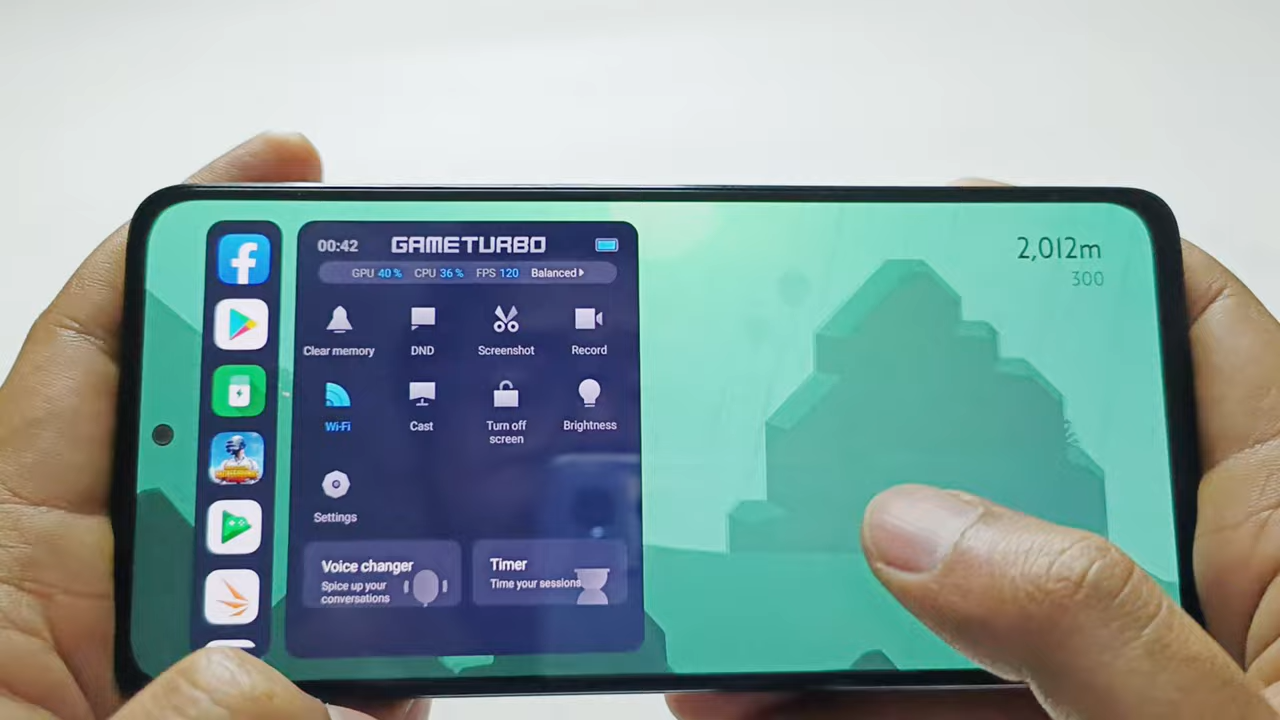 00:42 GAMETURBO
GPU 40% CPU 36% FPS 120 Balanced
Clear memory DND Screenshot Record
Wi-Fi Cast Turn off Brightness
screen
Settings
Voice changer
Spice up your
conversations
Timer
Time your sessions
2,012m
300